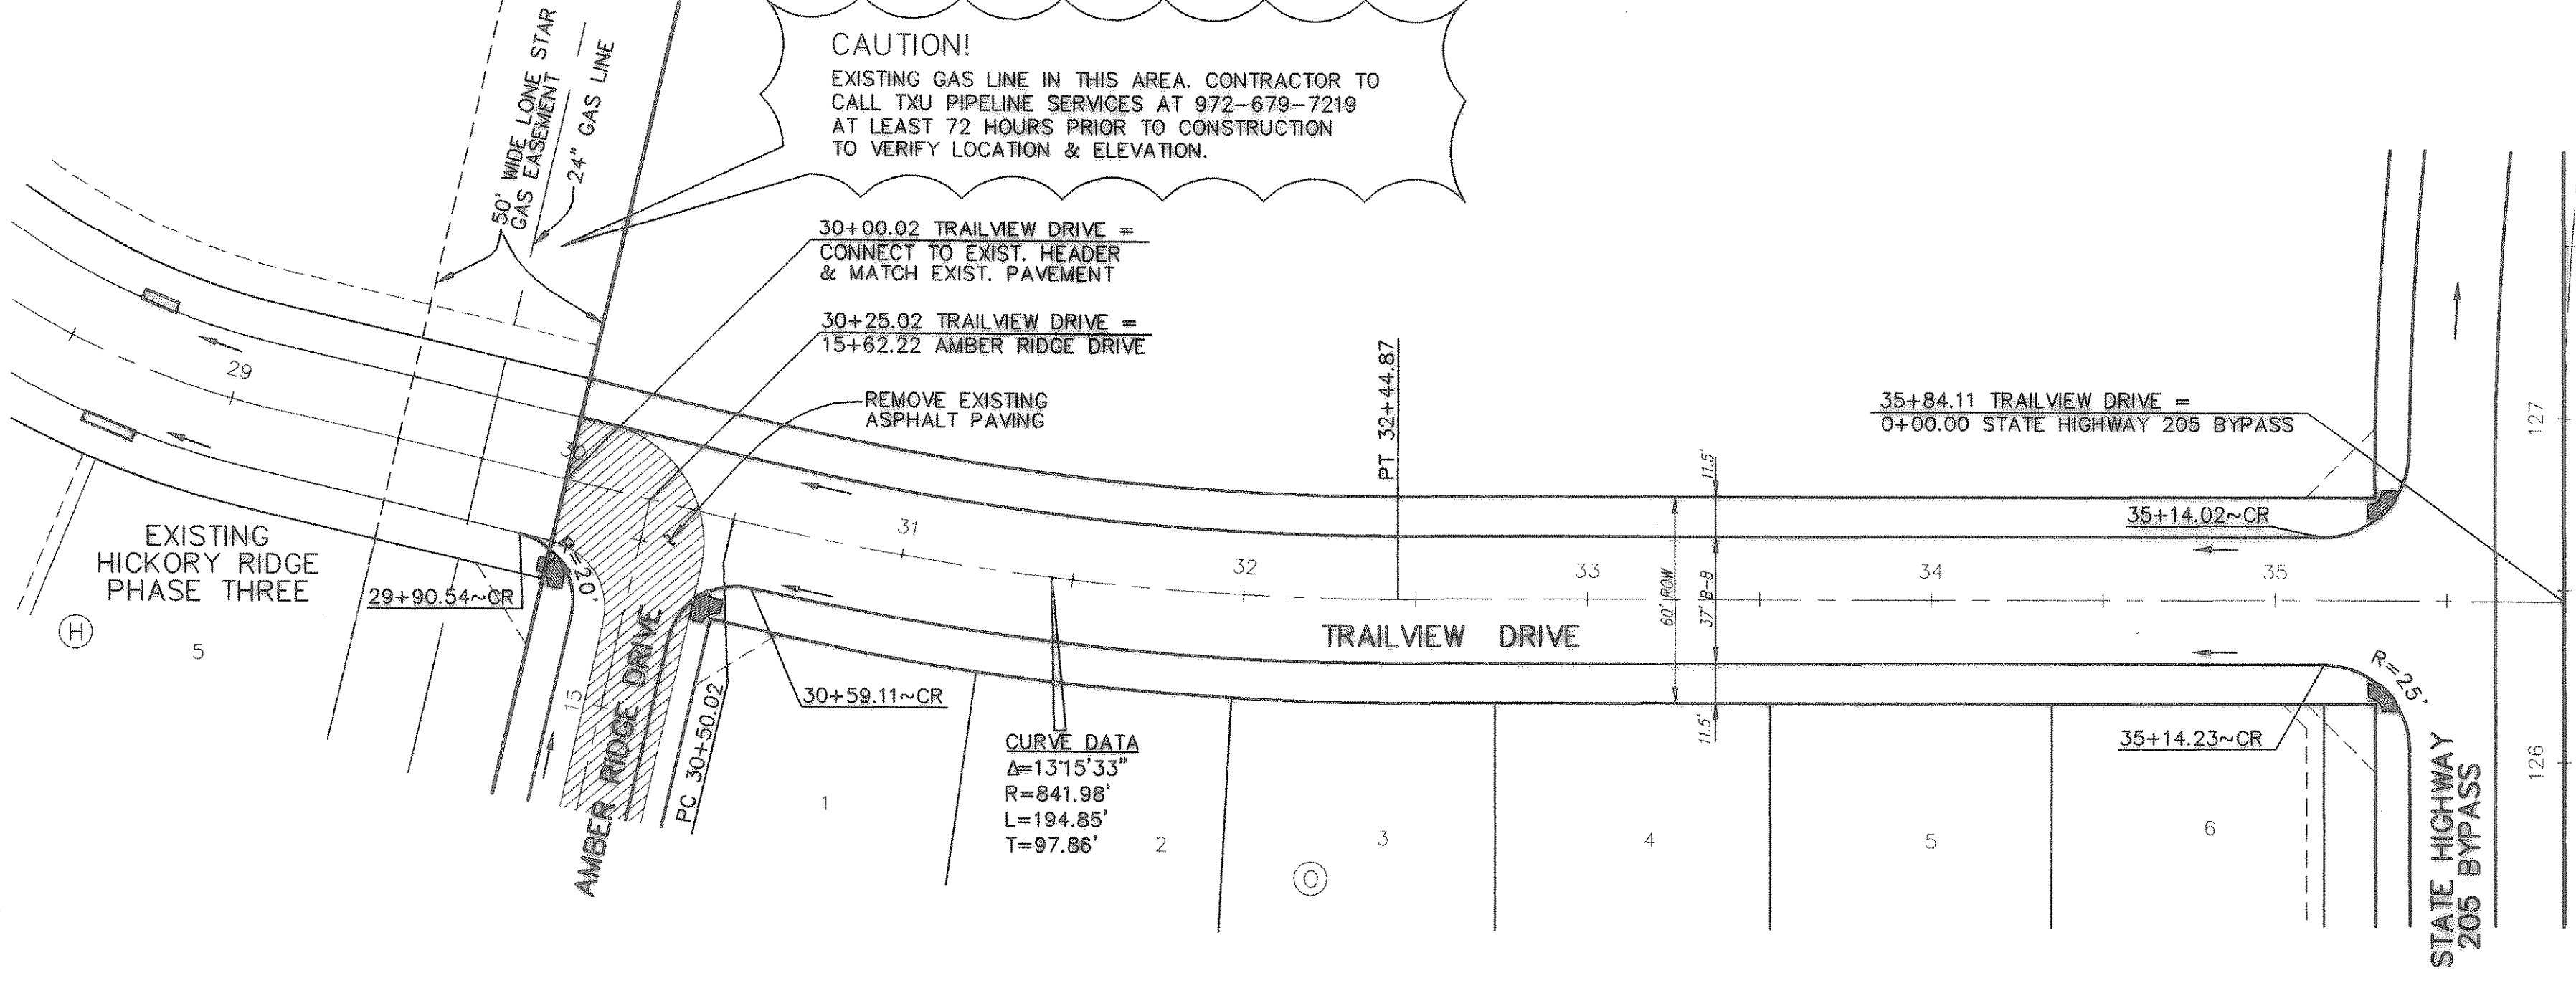 50' WIDE LONE STAR
GAS EASEMENT
24" GAS LINE
CAUTION!
EXISTING GAS LINE IN THIS AREA. CONTRACTOR TO
CALL TXU PIPELINE SERVICES AT 972-679-7219
AT LEAST 72 HOURS PRIOR TO CONSTRUCTION
TO VERIFY LOCATION & ELEVATION.
30+00.02 TRAILVIEW DRIVE =
CONNECT TO EXIST. HEADER
& MATCH EXIST. PAVEMENT
30+25.02 TRAILVIEW DRIVE =
15+62.22 AMBER RIDGE DRIVE
REMOVE EXISTING
ASPHALT PAVING
PT 32+44.87
35+84.11 TRAILVIEW DRIVE =
0+00.00 STATE HIGHWAY 205 BYPASS
127
29
30
31
32
33
34
35
11.5'
60' ROW
37' B-B
11.5'
35+14.02~CR
EXISTING
HICKORY RIDGE
PHASE THREE
H
5
29+90.54~CR
R=20'
15
AMBER RIDGE DRIVE
PC 30+50.02
30+59.11~CR
TRAILVIEW DRIVE
R=25'
35+14.23~CR
CURVE DATA
Δ=13°15'33"
R=841.98'
L=194.85'
T=97.86'
1
2
3
4
5
6
O
126
STATE HIGHWAY
205 BYPASS